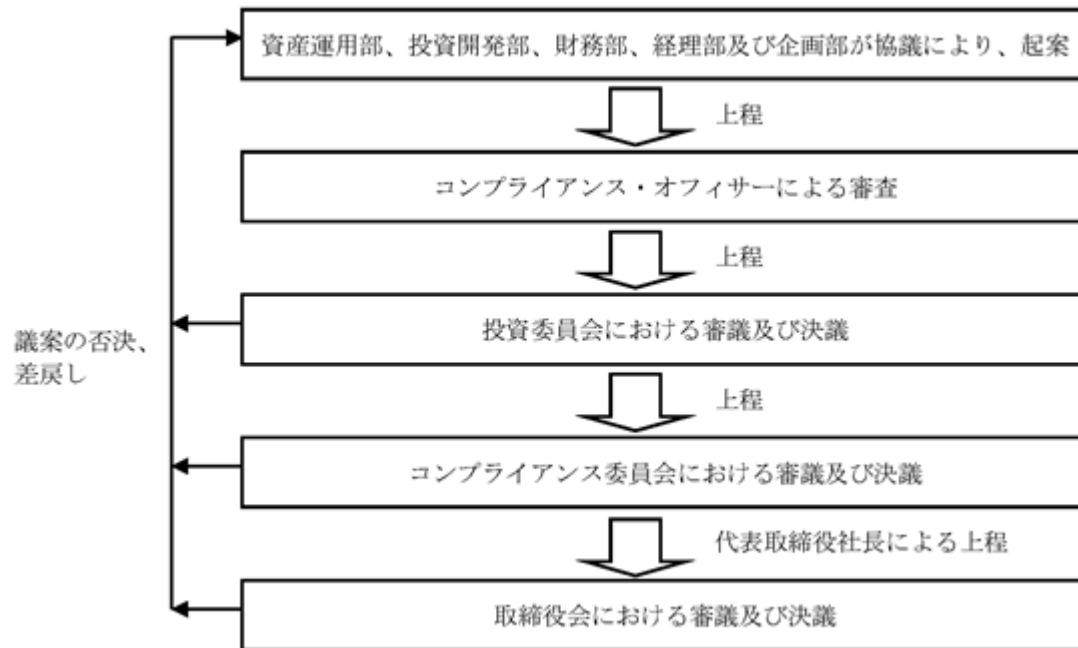 資産運用部、投資開発部、財務部、経理部及び企画部が協議により、起案
上程
コンプライアンス・オフィサーによる審査
上程
投資委員会における審議及び決議
議案の否決、
差戻し
上程
コンプライアンス委員会における審議及び決議
代表取締役社長による上程
取締役会における審議及び決議